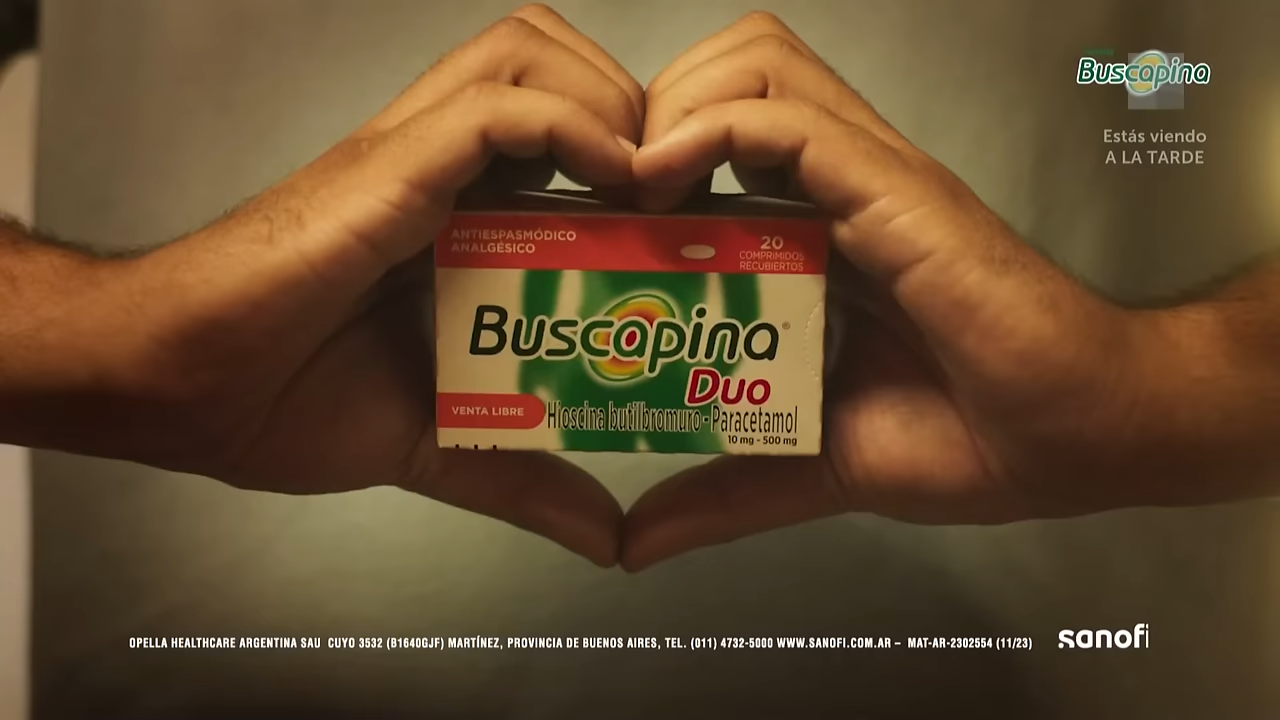 Buscapina
Estás viendo
A LA TARDE
ANTIESPASMÓDICO
ANALGÉSICO
20
COMPRIMIDOS
RECUBIERTOS
Buscapina®
Duo
VENTA LIBRE
Hioscina butilbromuro - Paracetamol
10 mg - 500 mg
OPELLA HEALTHCARE ARGENTINA SAU CUYO 3532 (B1640GJF) MARTÍNEZ, PROVINCIA DE BUENOS AIRES, TEL. (011) 4732-5000 WWW.SANOFI.COM.AR – MAT-AR-2302554 (11/23)
sanofi